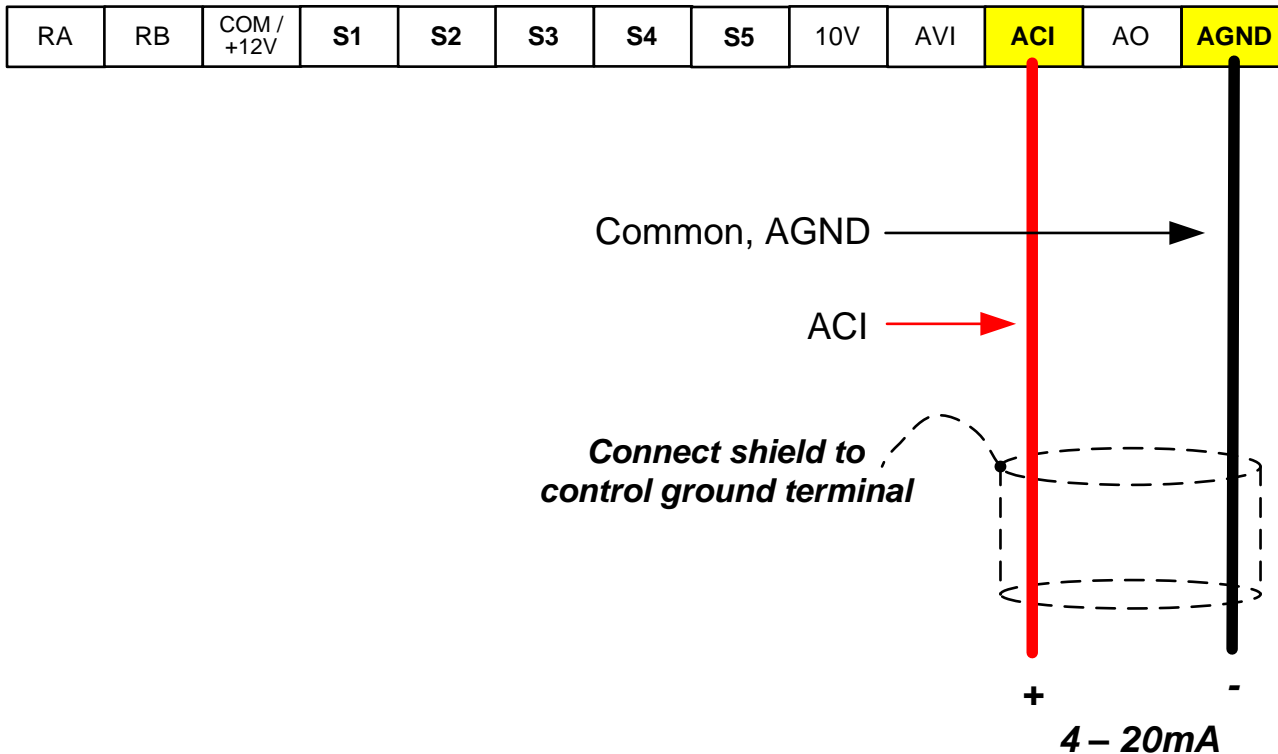 RA RB COM / +12V S1 S2 S3 S4 S5 10V AVI ACI AO AGND
Common, AGND
ACI
Connect shield to
control ground terminal
+ -
4 – 20mA